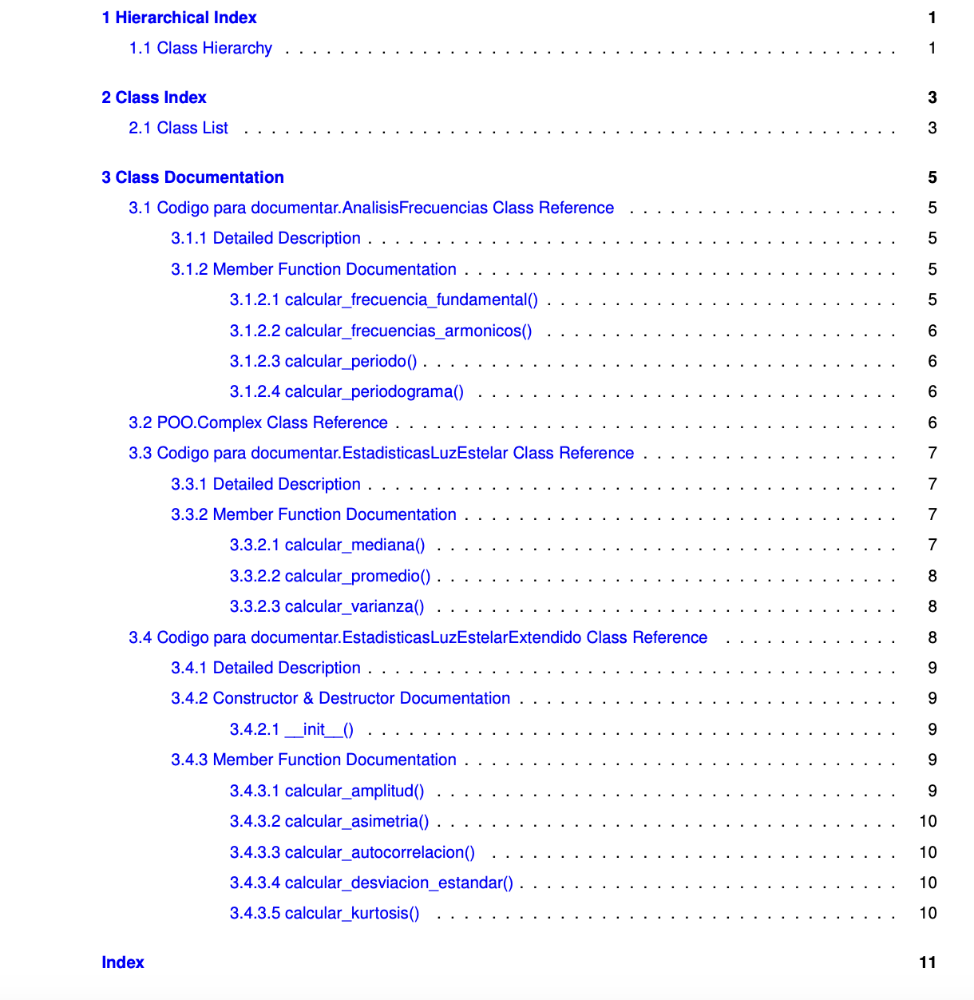 1 Hierarchical Index 1
1.1 Class Hierarchy . . . . . . . . . . . . . . . . . . . . . . . . . . . . . . . . . . . . . . . . . . . . . 1
2 Class Index 3
2.1 Class List . . . . . . . . . . . . . . . . . . . . . . . . . . . . . . . . . . . . . . . . . . . . . . . . 3
3 Class Documentation 5
3.1 Codigo para documentar.AnalisisFrecuencias Class Reference . . . . . . . . . . . . . . . . . . . . 5
3.1.1 Detailed Description . . . . . . . . . . . . . . . . . . . . . . . . . . . . . . . . . . . . . . . 5
3.1.2 Member Function Documentation . . . . . . . . . . . . . . . . . . . . . . . . . . . . . . . . 5
3.1.2.1 calcular_frecuencia_fundamental() . . . . . . . . . . . . . . . . . . . . . . . . . . 5
3.1.2.2 calcular_frecuencias_armonicos() . . . . . . . . . . . . . . . . . . . . . . . . . . 6
3.1.2.3 calcular_periodo() . . . . . . . . . . . . . . . . . . . . . . . . . . . . . . . . . . . 6
3.1.2.4 calcular_periodograma() . . . . . . . . . . . . . . . . . . . . . . . . . . . . . . . 6
3.2 POO.Complex Class Reference . . . . . . . . . . . . . . . . . . . . . . . . . . . . . . . . . . . . . 6
3.3 Codigo para documentar.EstadisticasLuzEstelar Class Reference . . . . . . . . . . . . . . . . . . . 7
3.3.1 Detailed Description . . . . . . . . . . . . . . . . . . . . . . . . . . . . . . . . . . . . . . . 7
3.3.2 Member Function Documentation . . . . . . . . . . . . . . . . . . . . . . . . . . . . . . . . 7
3.3.2.1 calcular_mediana() . . . . . . . . . . . . . . . . . . . . . . . . . . . . . . . . . . 7
3.3.2.2 calcular_promedio() . . . . . . . . . . . . . . . . . . . . . . . . . . . . . . . . . . 8
3.3.2.3 calcular_varianza() . . . . . . . . . . . . . . . . . . . . . . . . . . . . . . . . . . 8
3.4 Codigo para documentar.EstadisticasLuzEstelarExtendido Class Reference . . . . . . . . . . . . . 8
3.4.1 Detailed Description . . . . . . . . . . . . . . . . . . . . . . . . . . . . . . . . . . . . . . . 9
3.4.2 Constructor & Destructor Documentation . . . . . . . . . . . . . . . . . . . . . . . . . . . . 9
3.4.2.1 __init__() . . . . . . . . . . . . . . . . . . . . . . . . . . . . . . . . . . . . . . . 9
3.4.3 Member Function Documentation . . . . . . . . . . . . . . . . . . . . . . . . . . . . . . . . 9
3.4.3.1 calcular_amplitud() . . . . . . . . . . . . . . . . . . . . . . . . . . . . . . . . . . 9
3.4.3.2 calcular_asimetria() . . . . . . . . . . . . . . . . . . . . . . . . . . . . . . . . . . 10
3.4.3.3 calcular_autocorrelacion() . . . . . . . . . . . . . . . . . . . . . . . . . . . . . . 10
3.4.3.4 calcular_desviacion_estandar() . . . . . . . . . . . . . . . . . . . . . . . . . . . . 10
3.4.3.5 calcular_kurtosis() . . . . . . . . . . . . . . . . . . . . . . . . . . . . . . . . . . 10
Index 11